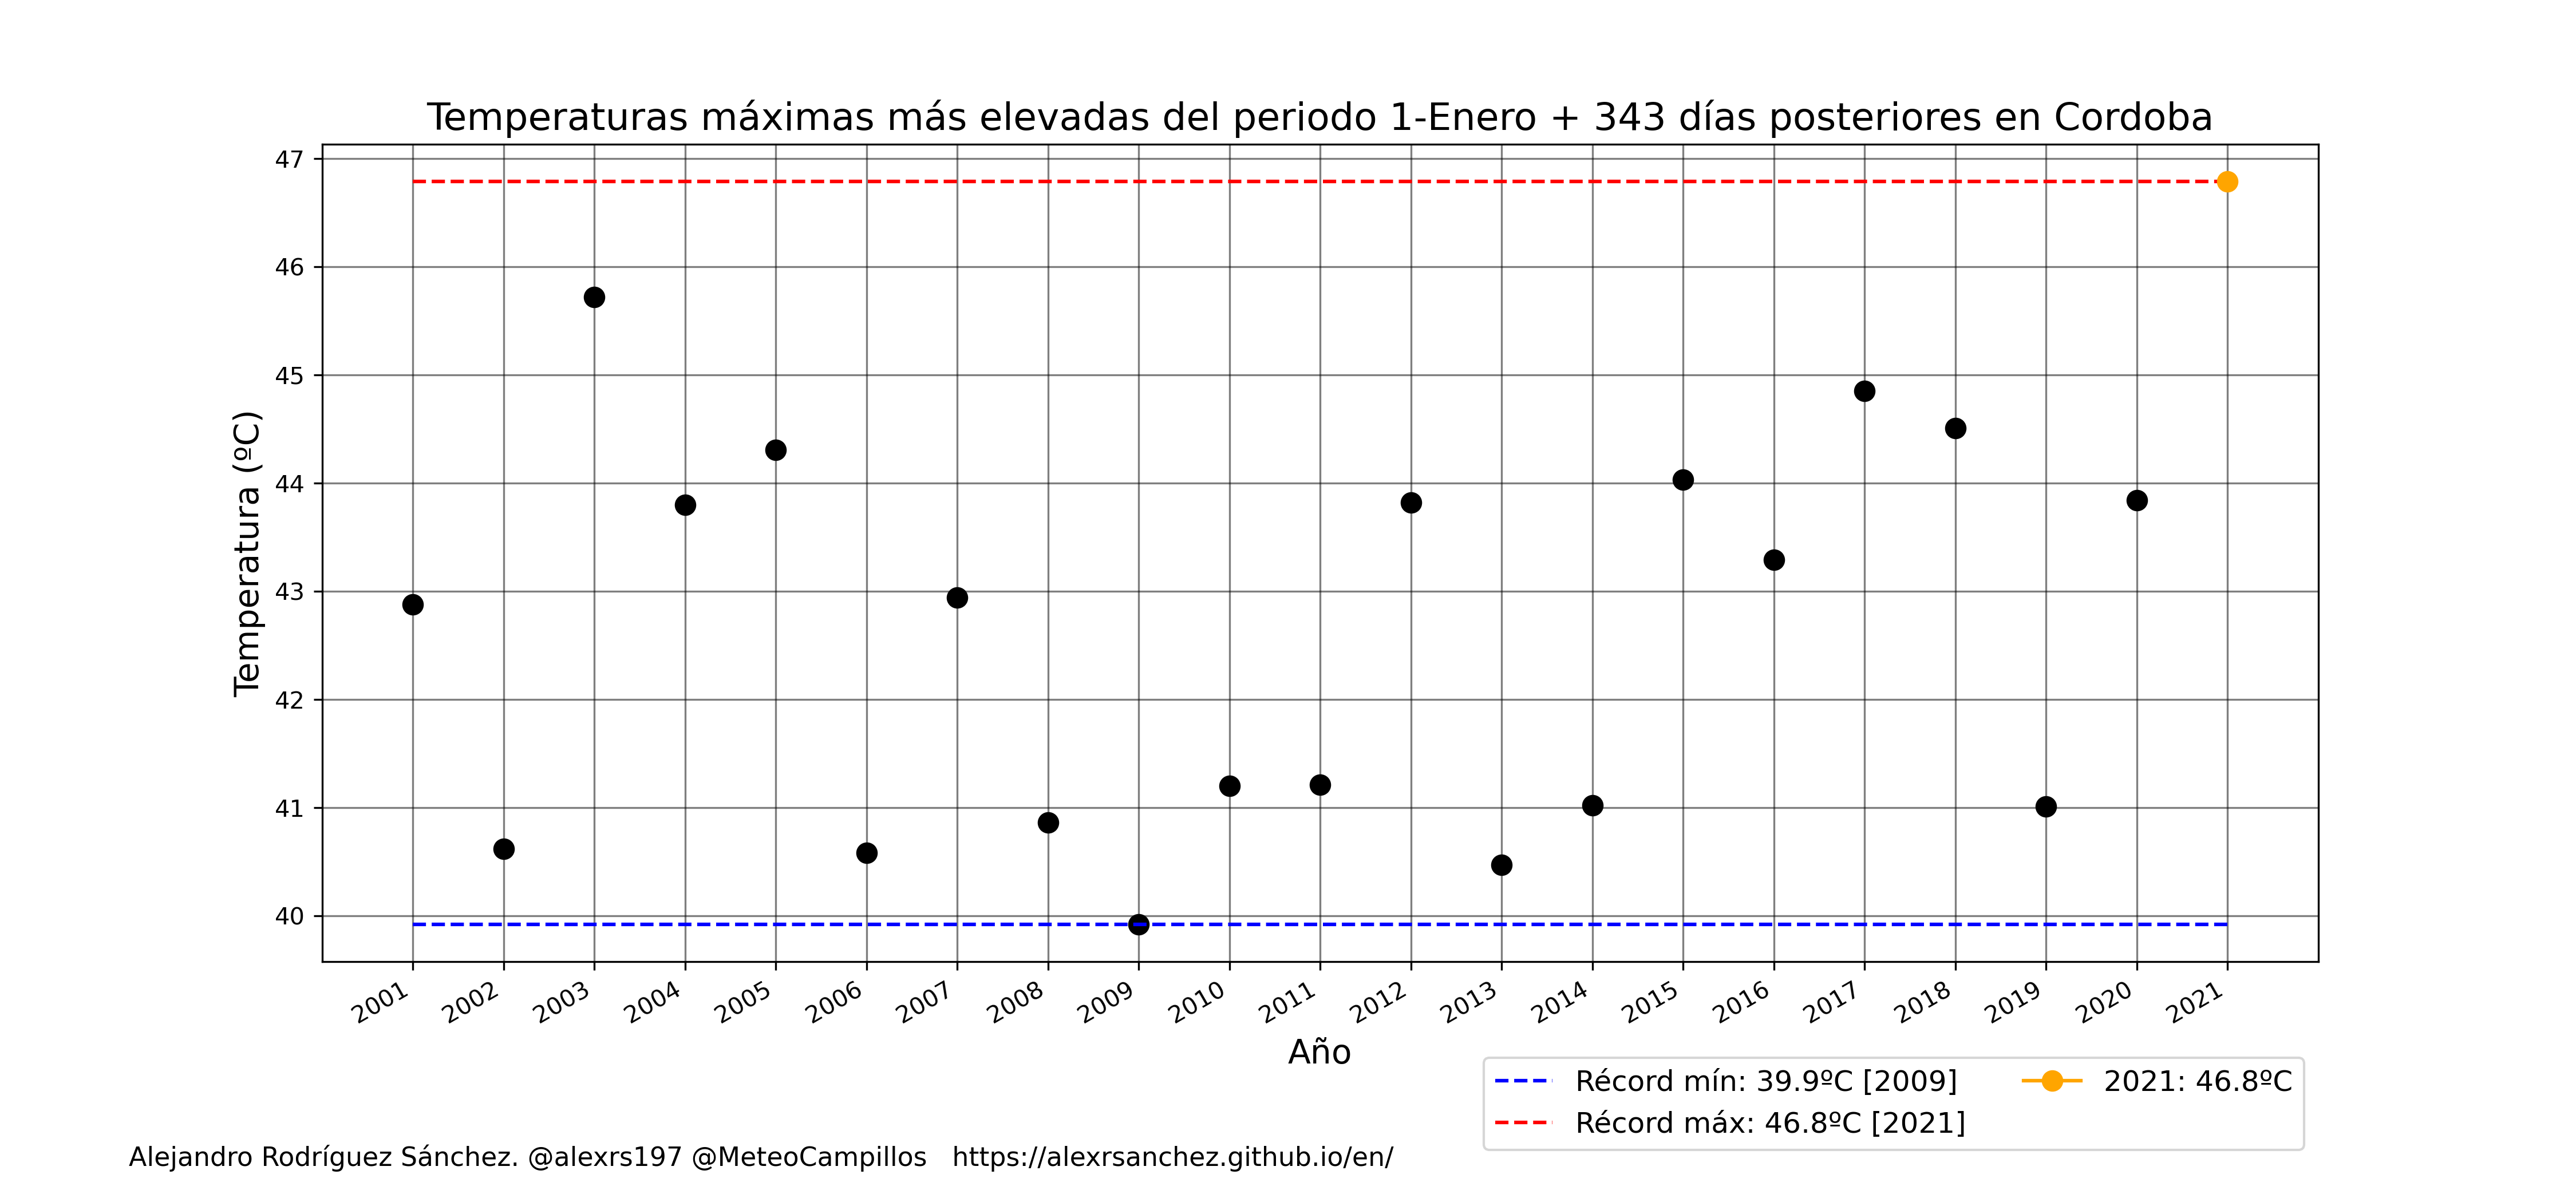 Temperaturas máximas más elevadas del periodo 1-Enero + 343 días posteriores en Cordoba
47
46
45
44
43
42
41
40
Temperatura (ºC)
2001 2002 2003 2004 2005 2006 2007 2008 2009 2010 2011 2012 2013 2014 2015 2016 2017 2018 2019 2020 2021
Año
Récord mín: 39.9ºC [2009]
Récord máx: 46.8ºC [2021]
2021: 46.8ºC
Alejandro Rodríguez Sánchez. @alexrs197 @MeteoCampillos https://alexrsanchez.github.io/en/